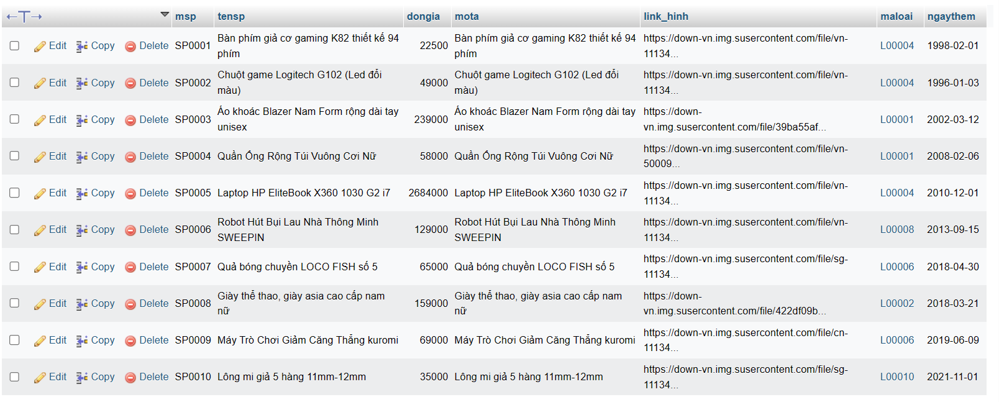 msp tensp dongia mota link_hinh maloai ngaythem
Edit Copy Delete SP0001 Bàn phím giả cơ gaming K82 thiết kế 94 22500 Bàn phím giả cơ gaming K82 thiết kế 94 https://down-vn.img.susercontent.com/file/vn- L00004 1998-02-01
phím phím 11134...
Edit Copy Delete SP0002 Chuột game Logitech G102 (Led đổi 49000 Chuột game Logitech G102 (Led đổi https://down-vn.img.susercontent.com/file/vn- L00004 1996-01-03
màu) màu) 11134...
Edit Copy Delete SP0003 Áo khoác Blazer Nam Form rộng dài tay 239000 Áo khoác Blazer Nam Form rộng dài tay https://down- L00001 2002-03-12
unisex unisex vn.img.susercontent.com/file/39ba55af...
Edit Copy Delete SP0004 Quần Ống Rộng Túi Vuông Cơi Nữ 58000 Quần Ống Rộng Túi Vuông Cơi Nữ https://down-vn.img.susercontent.com/file/vn- L00001 2008-02-06
50009...
Edit Copy Delete SP0005 Laptop HP EliteBook X360 1030 G2 i7 2684000 Laptop HP EliteBook X360 1030 G2 i7 https://down-vn.img.susercontent.com/file/vn- L00004 2010-12-01
11134...
Edit Copy Delete SP0006 Robot Hút Bụi Lau Nhà Thông Minh 129000 Robot Hút Bụi Lau Nhà Thông Minh https://down-vn.img.susercontent.com/file/vn- L00008 2013-09-15
SWEEPIN SWEEPIN 11134...
Edit Copy Delete SP0007 Quả bóng chuyền LOCO FISH số 5 65000 Quả bóng chuyền LOCO FISH số 5 https://down-vn.img.susercontent.com/file/sg- L00006 2018-04-30
11134...
Edit Copy Delete SP0008 Giày thể thao, giày asia cao cấp nam 159000 Giày thể thao, giày asia cao cấp nam https://down- L00002 2018-03-21
nữ nữ vn.img.susercontent.com/file/422df09b...
Edit Copy Delete SP0009 Máy Trò Chơi Giảm Căng Thẳng kuromi 69000 Máy Trò Chơi Giảm Căng Thẳng kuromi https://down-vn.img.susercontent.com/file/cn- L00006 2019-06-09
11134...
Edit Copy Delete SP0010 Lông mi giả 5 hàng 11mm-12mm 35000 Lông mi giả 5 hàng 11mm-12mm https://down-vn.img.susercontent.com/file/sg- L00010 2021-11-01
11134...